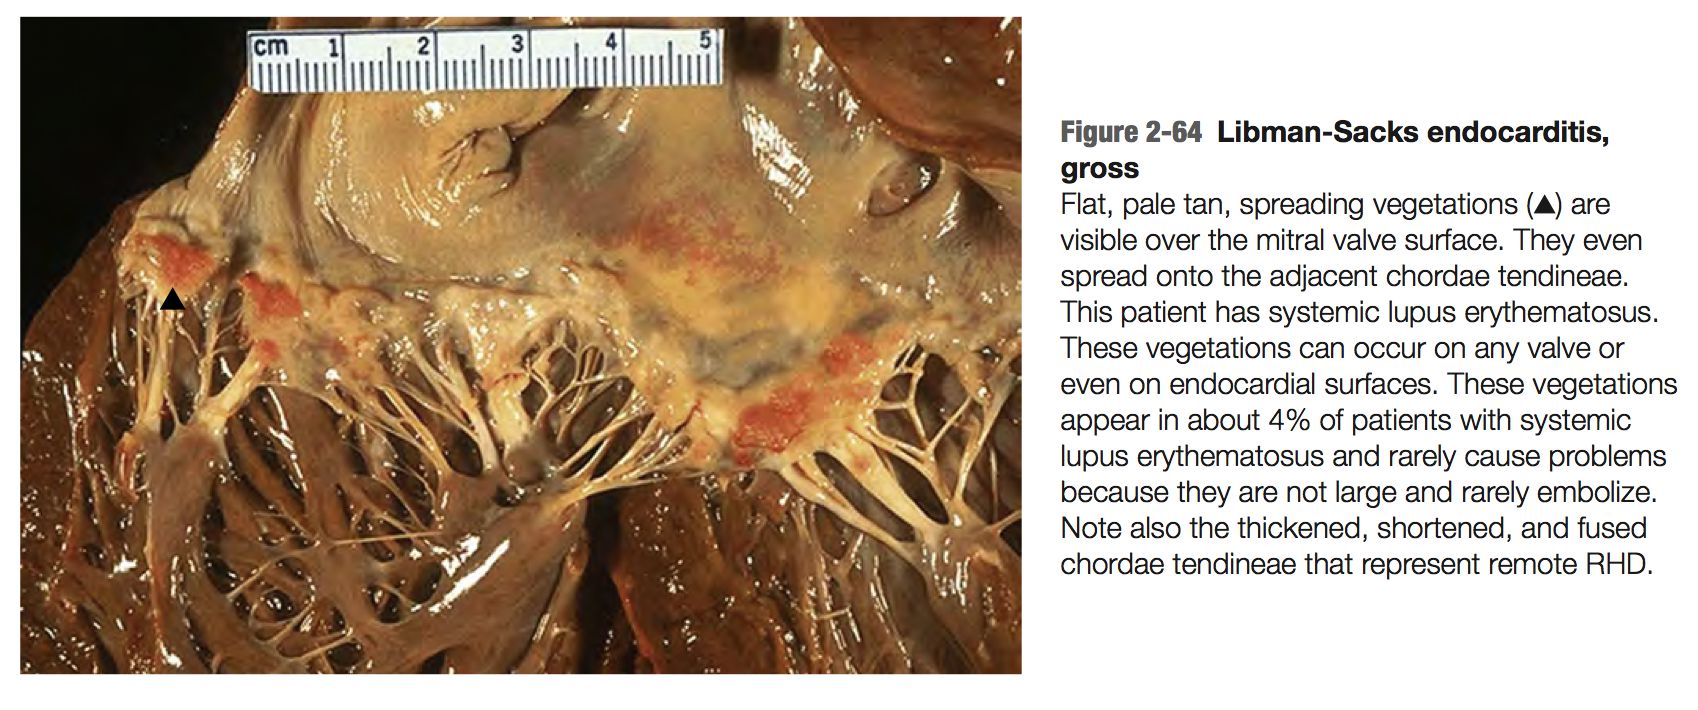 cm 1 2 3 4 5
Figure 2-64 Libman-Sacks endocarditis,
gross
Flat, pale tan, spreading vegetations (▲) are
visible over the mitral valve surface. They even
spread onto the adjacent chordae tendineae.
This patient has systemic lupus erythematosus.
These vegetations can occur on any valve or
even on endocardial surfaces. These vegetations
appear in about 4% of patients with systemic
lupus erythematosus and rarely cause problems
because they are not large and rarely embolize.
Note also the thickened, shortened, and fused
chordae tendineae that represent remote RHD.